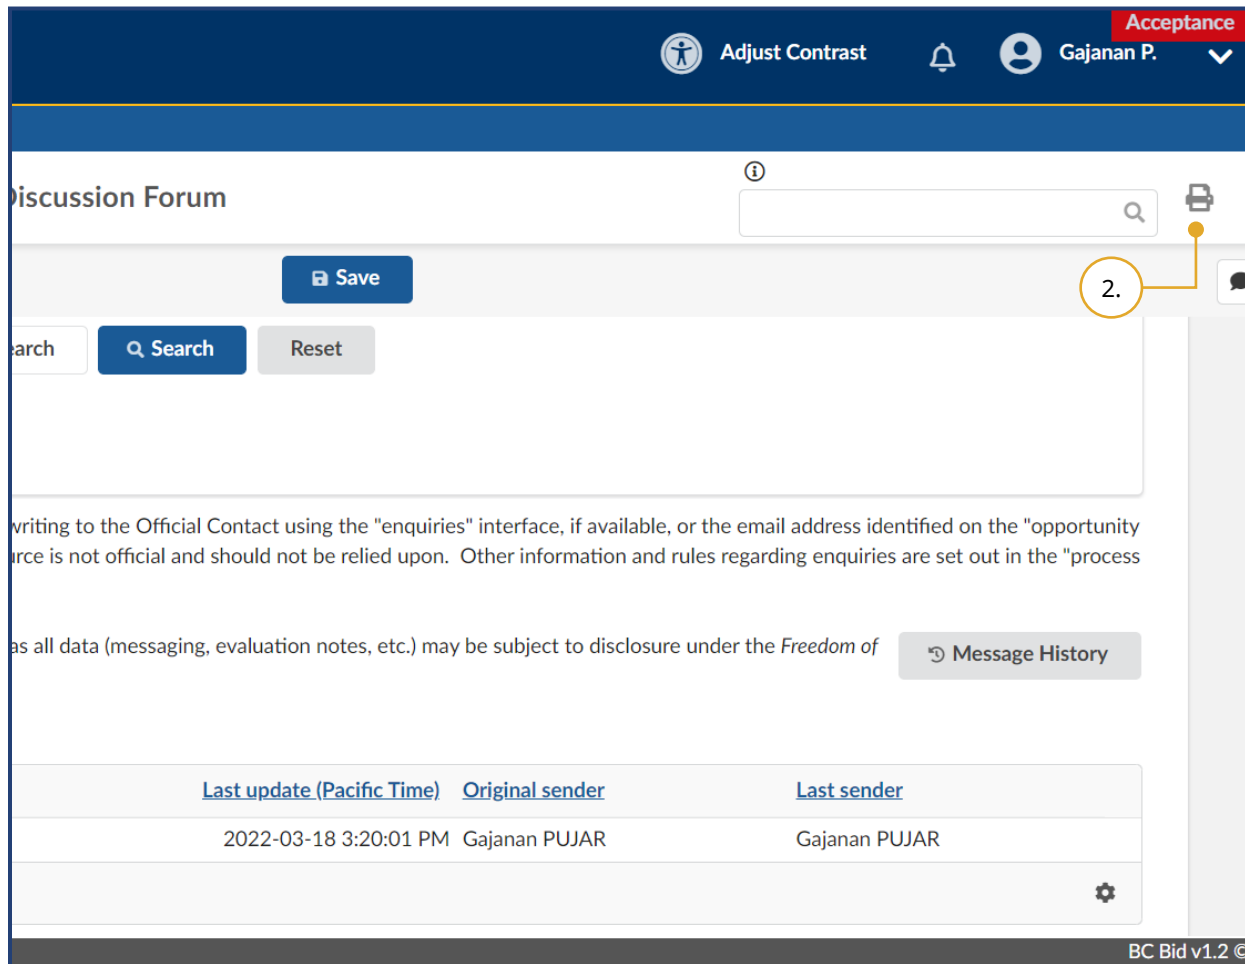 Acceptance
Adjust Contrast
Gajanan P.
Discussion Forum
Save
2.
earch
Search
Reset
writing to the Official Contact using the "enquiries" interface, if available, or the email address identified on the "opportunity
urce is not official and should not be relied upon. Other information and rules regarding enquiries are set out in the "process
as all data (messaging, evaluation notes, etc.) may be subject to disclosure under the Freedom of
Message History
Last update (Pacific Time) Original sender Last sender
2022-03-18 3:20:01 PM Gajanan PUJAR Gajanan PUJAR
BC Bid v1.2 ©